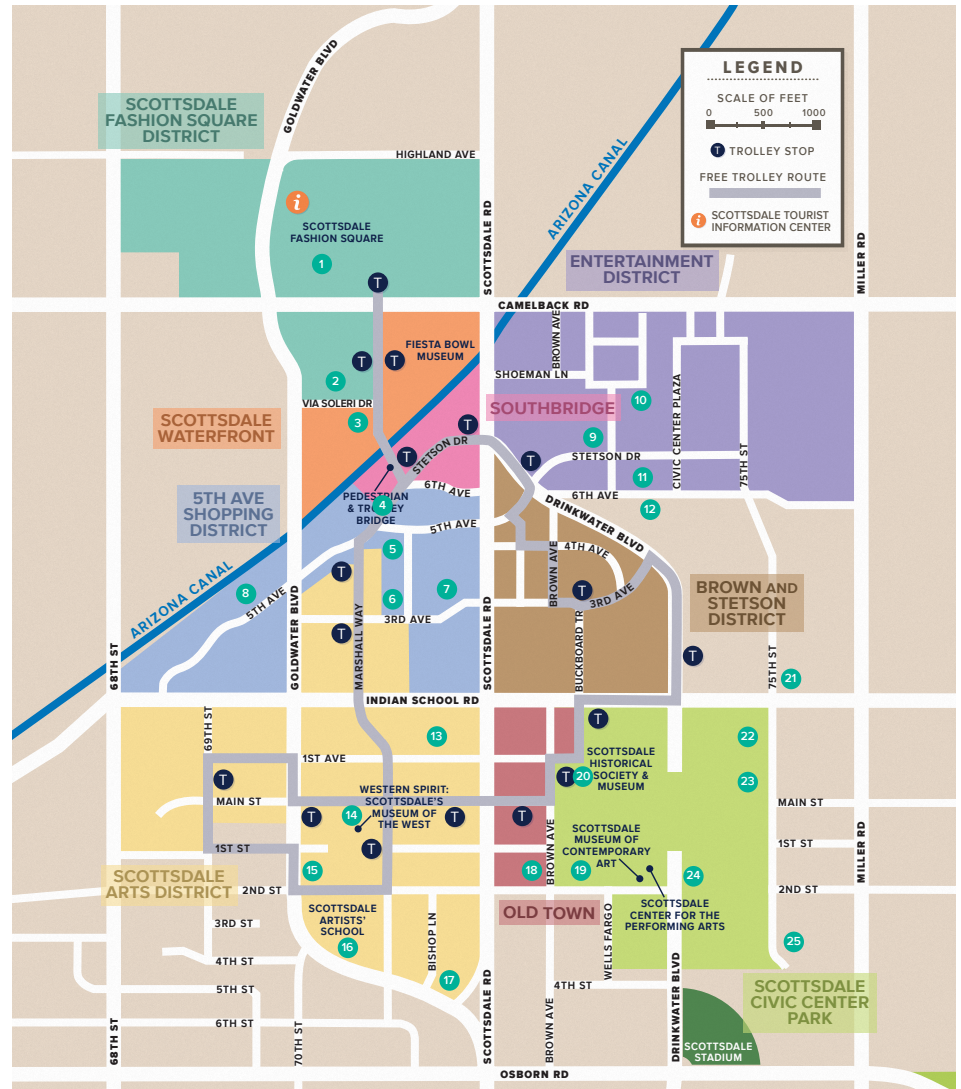 GOLDWATER BLVD
SCOTTSDALE
FASHION SQUARE
DISTRICT
HIGHLAND AVE
i
SCOTTSDALE
FASHION SQUARE
1
T
SCOTTSDALE RD
ARIZONA CANAL
LEGEND
SCALE OF FEET
0 500 1000
T TROLLEY STOP
FREE TROLLEY ROUTE
i SCOTTSDALE TOURIST
INFORMATION CENTER
MILLER RD
ENTERTAINMENT
DISTRICT
CAMELBACK RD
BROWN AVE
FIESTA BOWL
MUSEUM
T
T
2
SHOEMAN LN
VIA SOLERI DR
3
SCOTTSDALE
WATERFRONT
SOUTHBRIDGE
10
9
CIVIC CENTER PLAZA
75TH ST
T
T
STETSON DR
STETSON DR
T
11
6TH AVE
6TH AVE
12
5TH AVE
SHOPPING
DISTRICT
PEDESTRIAN
& TROLLEY
BRIDGE
4
5TH AVE
DRINKWATER BLVD
4TH AVE
5
T
ARIZONA CANAL
8
5TH AVE
GOLDWATER BLVD
6
7
3RD AVE
T
MARSHALL WAY
SCOTTSDALE RD
BROWN AVE
T
3RD AVE
BUCKBOARD TR
BROWN AND
STETSON
DISTRICT
T
75TH ST
21
68TH ST
INDIAN SCHOOL RD
69TH ST
13
T
22
1ST AVE
SCOTTSDALE
HISTORICAL
SOCIETY &
MUSEUM
T
20
23
T
WESTERN SPIRIT:
SCOTTSDALE'S
MUSEUM OF
THE WEST
14
MAIN ST
MAIN ST
T
T
T
T
SCOTTSDALE
MUSEUM OF
CONTEMPORARY
ART
BROWN AVE
MILLER RD
1ST ST
1ST ST
15
18
19
24
SCOTTSDALE
ARTS DISTRICT
2ND ST
2ND ST
SCOTTSDALE
CENTER FOR THE
PERFORMING ARTS
OLD TOWN
SCOTTSDALE
ARTISTS'
SCHOOL
16
BISHOP LN
WELLS FARGO
3RD ST
25
4TH ST
17
DRINKWATER BLVD
5TH ST
4TH ST
SCOTTSDALE
CIVIC CENTER
PARK
6TH ST
68TH ST
70TH ST
SCOTTSDALE RD
BROWN AVE
SCOTTSDALE
STADIUM
OSBORN RD